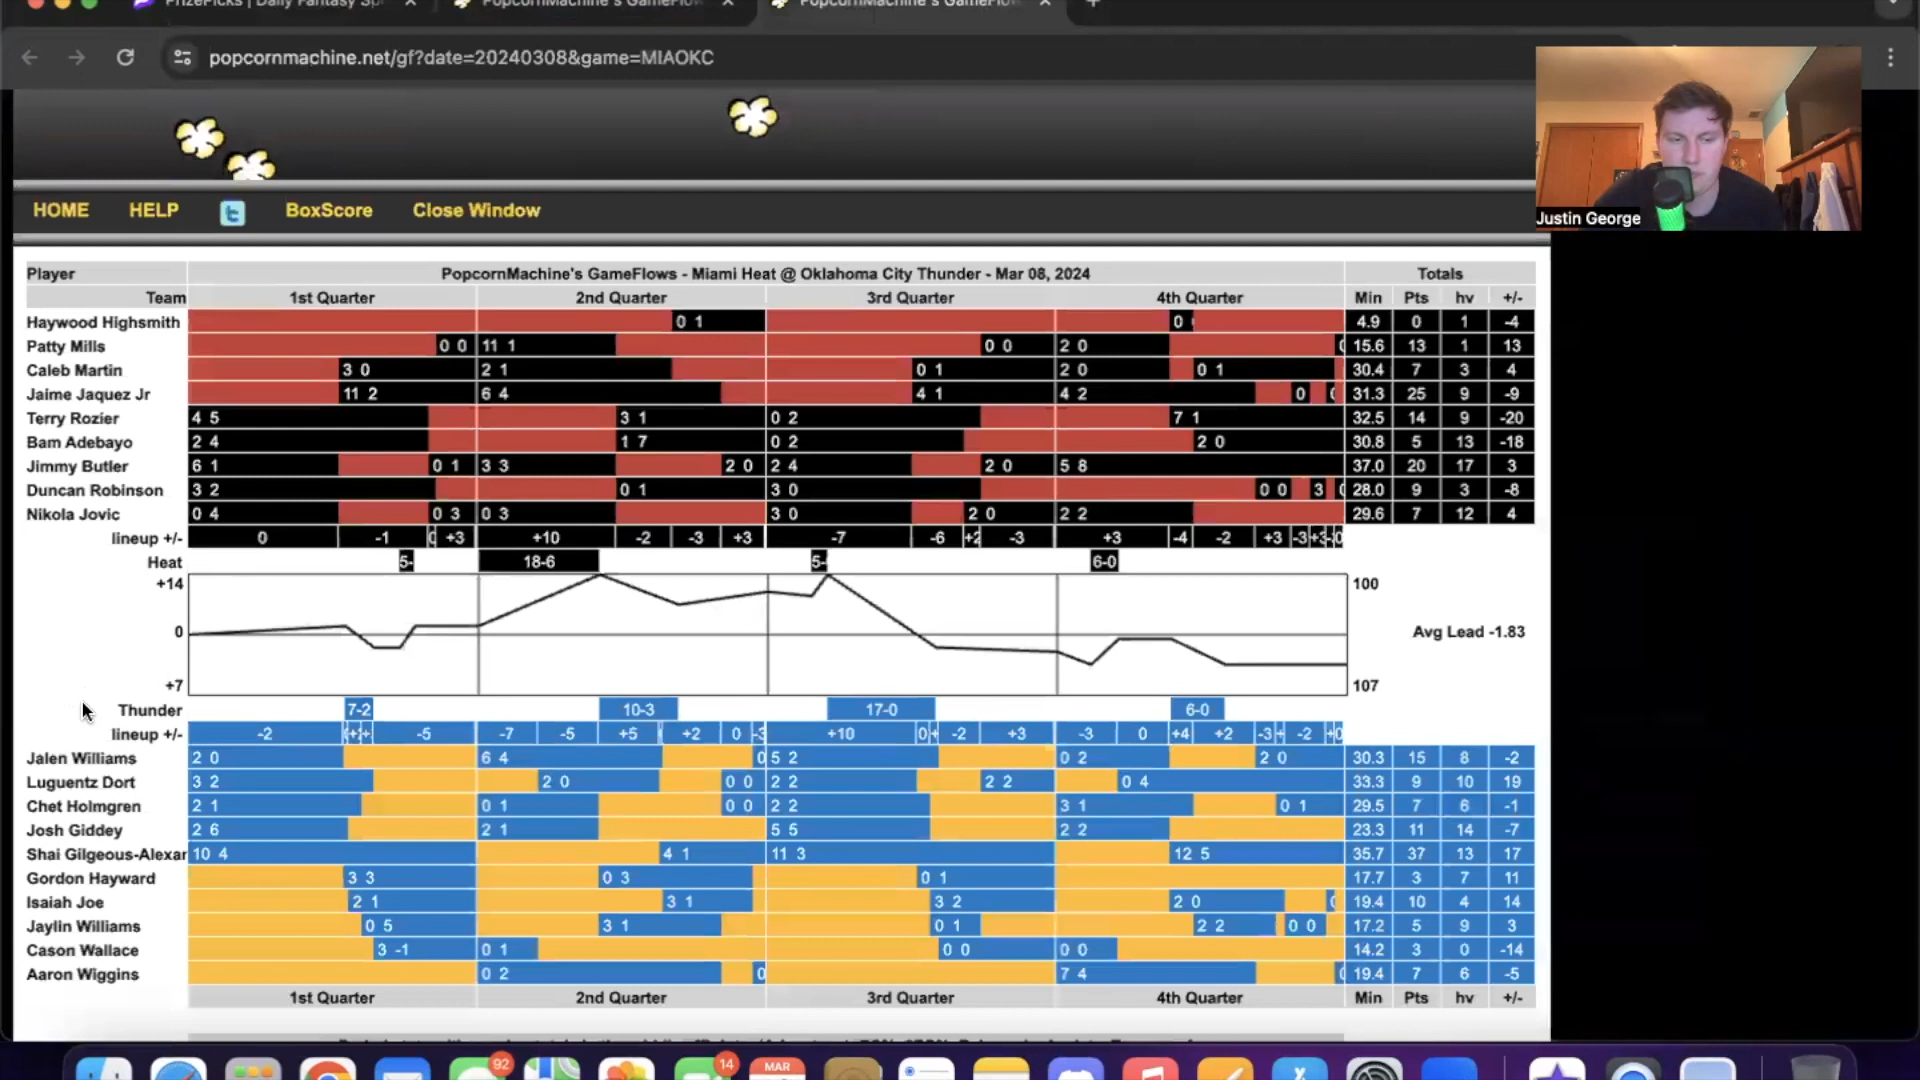 PrizePicks | Daily Fantasy Sp
PopcornMachine's GameFlow
PopcornMachine's GameFlow
popcornmachine.net/gf?date=20240308&game=MIAOKC
Justin George
HOME HELP BoxScore Close Window
Player PopcornMachine's GameFlows - Miami Heat @ Oklahoma City Thunder - Mar 08, 2024 Totals
Team 1st Quarter 2nd Quarter 3rd Quarter 4th Quarter Min Pts hv +/-
Haywood Highsmith 0 1 0 4.9 0 1 -4
Patty Mills 0 0 11 1 0 0 2 0 15.6 13 1 13
Caleb Martin 3 0 2 1 0 1 2 0 0 1 30.4 7 3 4
Jaime Jaquez Jr 11 2 6 4 4 1 4 2 0 31.3 25 9 -9
Terry Rozier 4 5 3 1 0 2 7 1 32.5 14 9 -20
Bam Adebayo 2 4 1 7 0 2 2 0 30.8 5 13 -18
Jimmy Butler 6 1 0 1 3 3 2 0 2 4 2 0 5 8 37.0 20 17 3
Duncan Robinson 3 2 0 1 3 0 0 0 3 28.0 9 3 -8
Nikola Jovic 0 4 0 3 0 3 3 0 2 0 2 2 29.6 7 12 4
lineup +/- 0 -1 +3 +10 -2 -3 +3 -7 -6 +2 -3 +3 -4 -2 +3 -3
Heat 5- 18-6 5- 6-0
+14 100
0 Avg Lead -1.83
+7 107
Thunder 7-2 10-3 17-0 6-0
lineup +/- -2 -5 -7 -5 +5 +2 0 -3 +10 0 -2 +3 -3 0 +4 +2 -3 -2
Jalen Williams 2 0 6 4 0 5 2 0 2 2 0 30.3 15 8 -2
Luguentz Dort 3 2 2 0 0 0 2 2 2 2 0 4 33.3 9 10 19
Chet Holmgren 2 1 0 1 0 0 2 2 3 1 0 1 29.5 7 6 -1
Josh Giddey 2 6 2 1 5 5 2 2 23.3 11 14 -7
Shai Gilgeous-Alexar 10 4 4 1 11 3 12 5 35.7 37 13 17
Gordon Hayward 3 3 0 3 0 1 17.7 3 7 11
Isaiah Joe 2 1 3 1 3 2 2 0 19.4 10 4 14
Jaylin Williams 0 5 3 1 0 1 2 2 0 0 17.2 5 9 3
Cason Wallace 3 -1 0 1 0 0 0 0 14.2 3 0 -14
Aaron Wiggins 0 2 0 7 4 19.4 7 6 -5
1st Quarter 2nd Quarter 3rd Quarter 4th Quarter Min Pts hv +/-
92 14 MAR